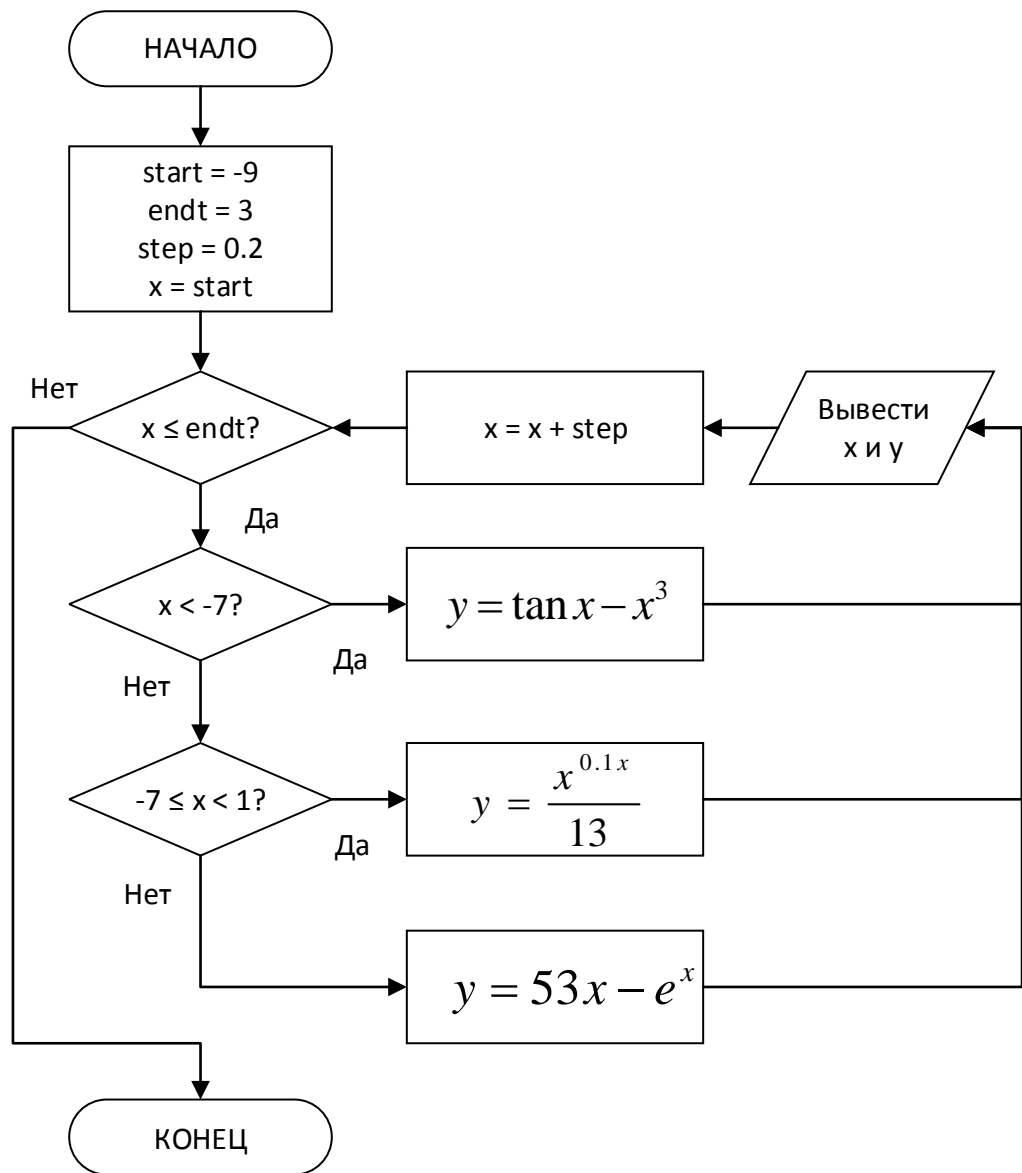 НАЧАЛО
start = -9
endt = 3
step = 0.2
x = start
Нет
x ≤ endt?
x = x + step
Вывести
x и y
Да
x < -7?
y = tan x − x³
Да
Нет
-7 ≤ x < 1?
y = x^{0.1x}/13
Да
Нет
y = 53x − e^x
КОНЕЦ